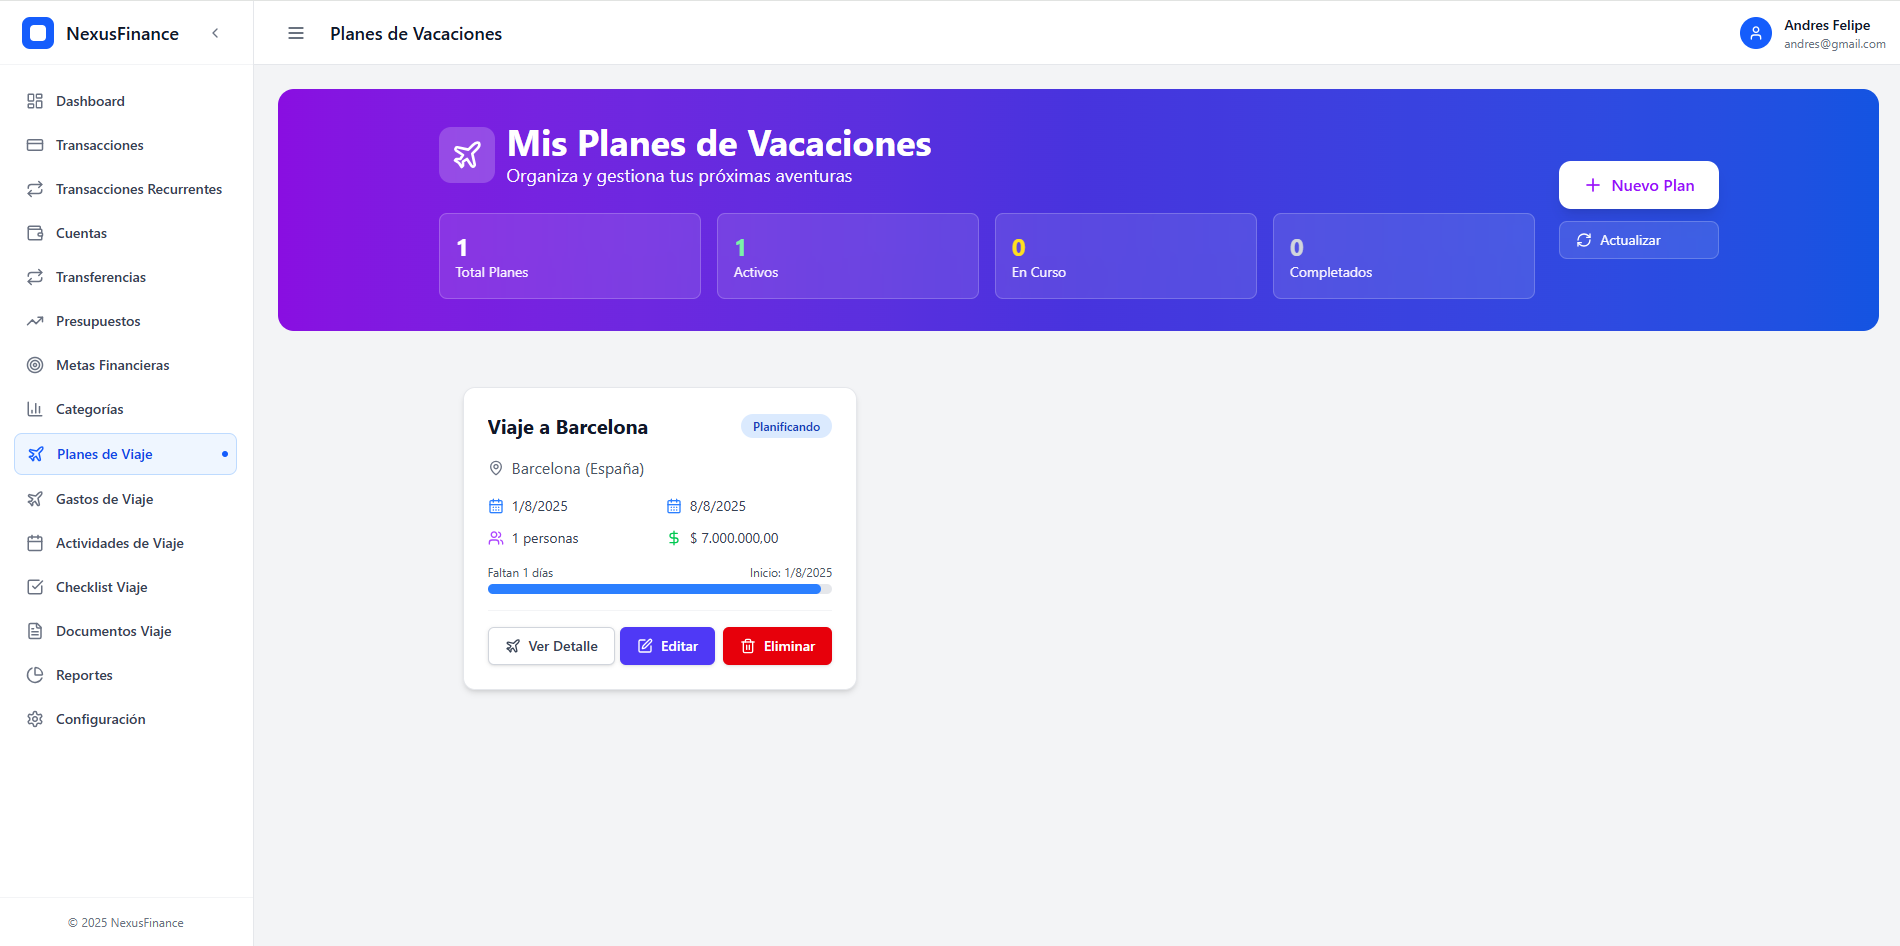 NexusFinance
Planes de Vacaciones
Andres Felipe
andres@gmail.com
Dashboard
Transacciones
Transacciones Recurrentes
Cuentas
Transferencias
Presupuestos
Metas Financieras
Categorías
Planes de Viaje
Gastos de Viaje
Actividades de Viaje
Checklist Viaje
Documentos Viaje
Reportes
Configuración
© 2025 NexusFinance
Mis Planes de Vacaciones
Organiza y gestiona tus próximas aventuras
1
Total Planes
1
Activos
0
En Curso
0
Completados
Nuevo Plan
Actualizar
Viaje a Barcelona
Planificando
Barcelona (España)
1/8/2025
8/8/2025
1 personas
$ 7.000.000,00
Faltan 1 días
Inicio: 1/8/2025
Ver Detalle
Editar
Eliminar